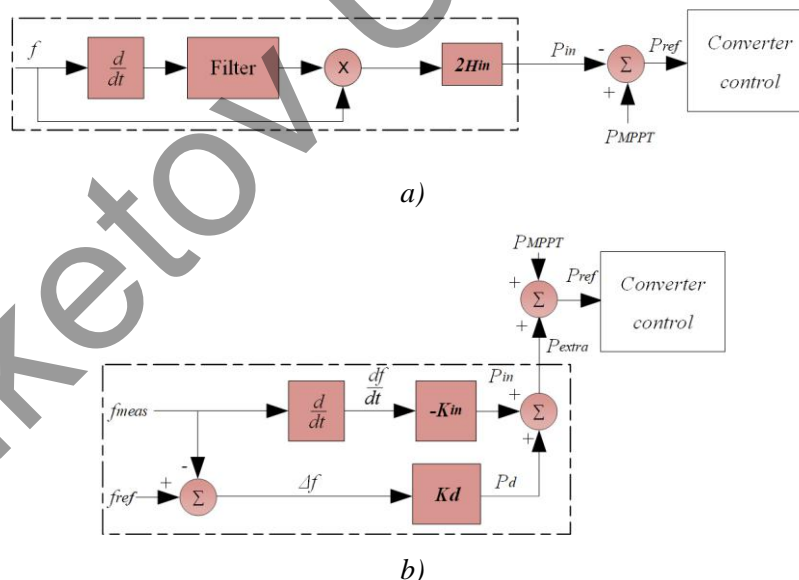 f
d
dt
Filter
X
2Hin
Pin
-
Σ
+
Pref
PMPPT
Converter
control
a)
PMPPT
+
Σ
+
Pref
Converter
control
Pextra
fmeas
d
dt
df
dt
-Kin
Pin
+
Σ
+
-
fref
+
Σ
Δf
Kd
Pd
b)
ketov U